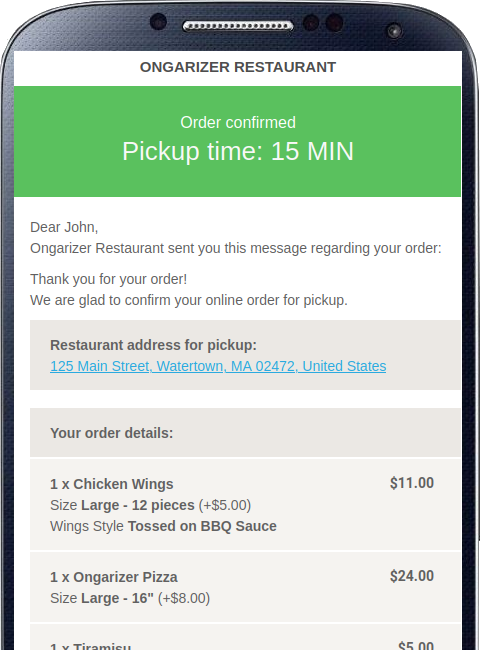 ONGARIZER RESTAURANT
Order confirmed
Pickup time: 15 MIN
Dear John,
Ongarizer Restaurant sent you this message regarding your order:
Thank you for your order!
We are glad to confirm your online order for pickup.
Restaurant address for pickup:
125 Main Street, Watertown, MA 02472, United States
Your order details:
1 x Chicken Wings $11.00
Size Large - 12 pieces (+$5.00)
Wings Style Tossed on BBQ Sauce
1 x Ongarizer Pizza $24.00
Size Large - 16" (+$8.00)
1 x Tiramisu $5.00